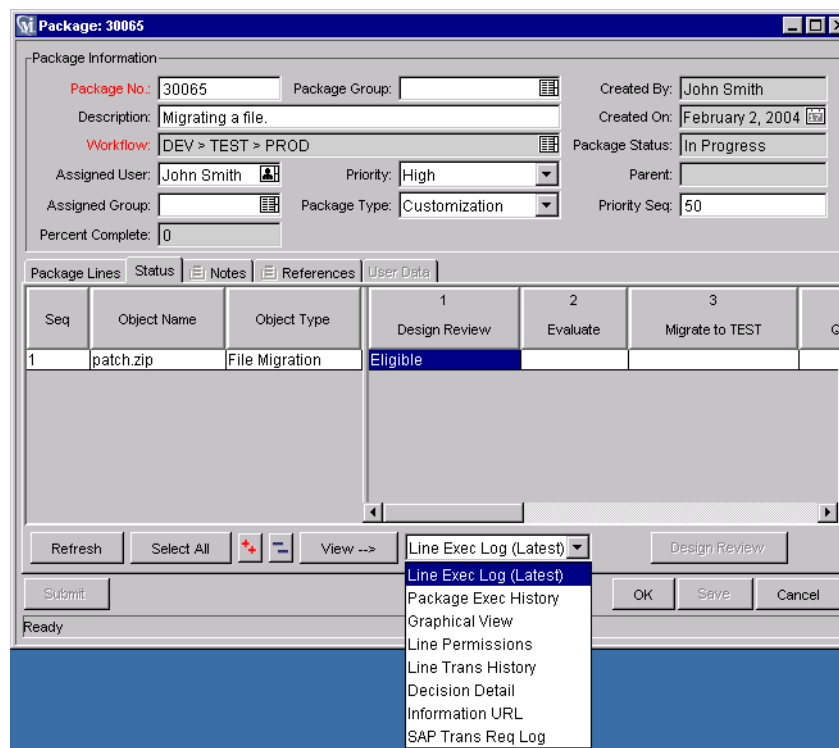 Package: 30065
Package Information
Package No.: 30065 Package Group: Created By: John Smith
Description: Migrating a file. Created On: February 2, 2004
Workflow: DEV > TEST > PROD Package Status: In Progress
Assigned User: John Smith Priority: High Parent:
Assigned Group: Package Type: Customization Priority Seq: 50
Percent Complete: 0
Package Lines Status Notes References User Data
Seq Object Name Object Type 1 Design Review 2 Evaluate 3 Migrate to TEST
1 patch.zip File Migration Eligible
Refresh Select All View --> Line Exec Log (Latest) Design Review
Line Exec Log (Latest)
Submit OK Save Cancel
Package Exec History
Graphical View
Ready
Line Permissions
Line Trans History
Decision Detail
Information URL
SAP Trans Req Log